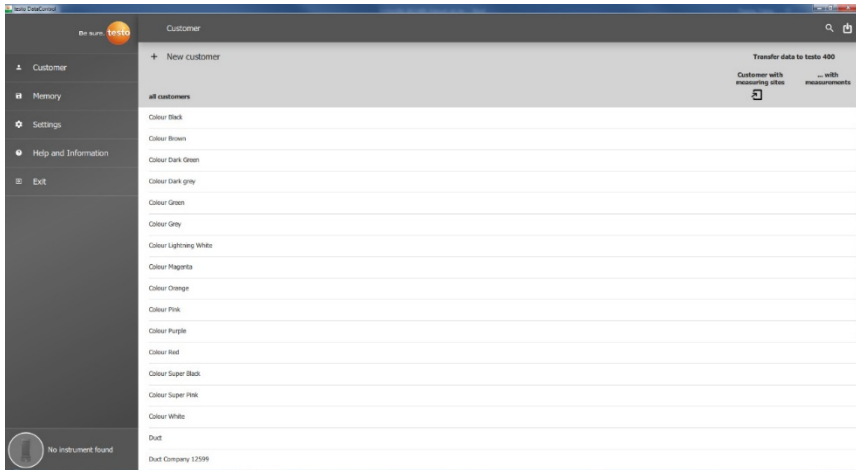 testo DataControl
Be sure. testo
Customer
Customer
Memory
Settings
Help and Information
Exit
No instrument found
+ New customer
Transfer data to testo 400
Customer with
measuring sites
... with
measurements
all customers
Colour Black
Colour Brown
Colour Dark Green
Colour Dark grey
Colour Green
Colour Grey
Colour Lightning White
Colour Magenta
Colour Orange
Colour Pink
Colour Purple
Colour Red
Colour Super Black
Colour Super Pink
Colour White
Duct
Duct Company 12599